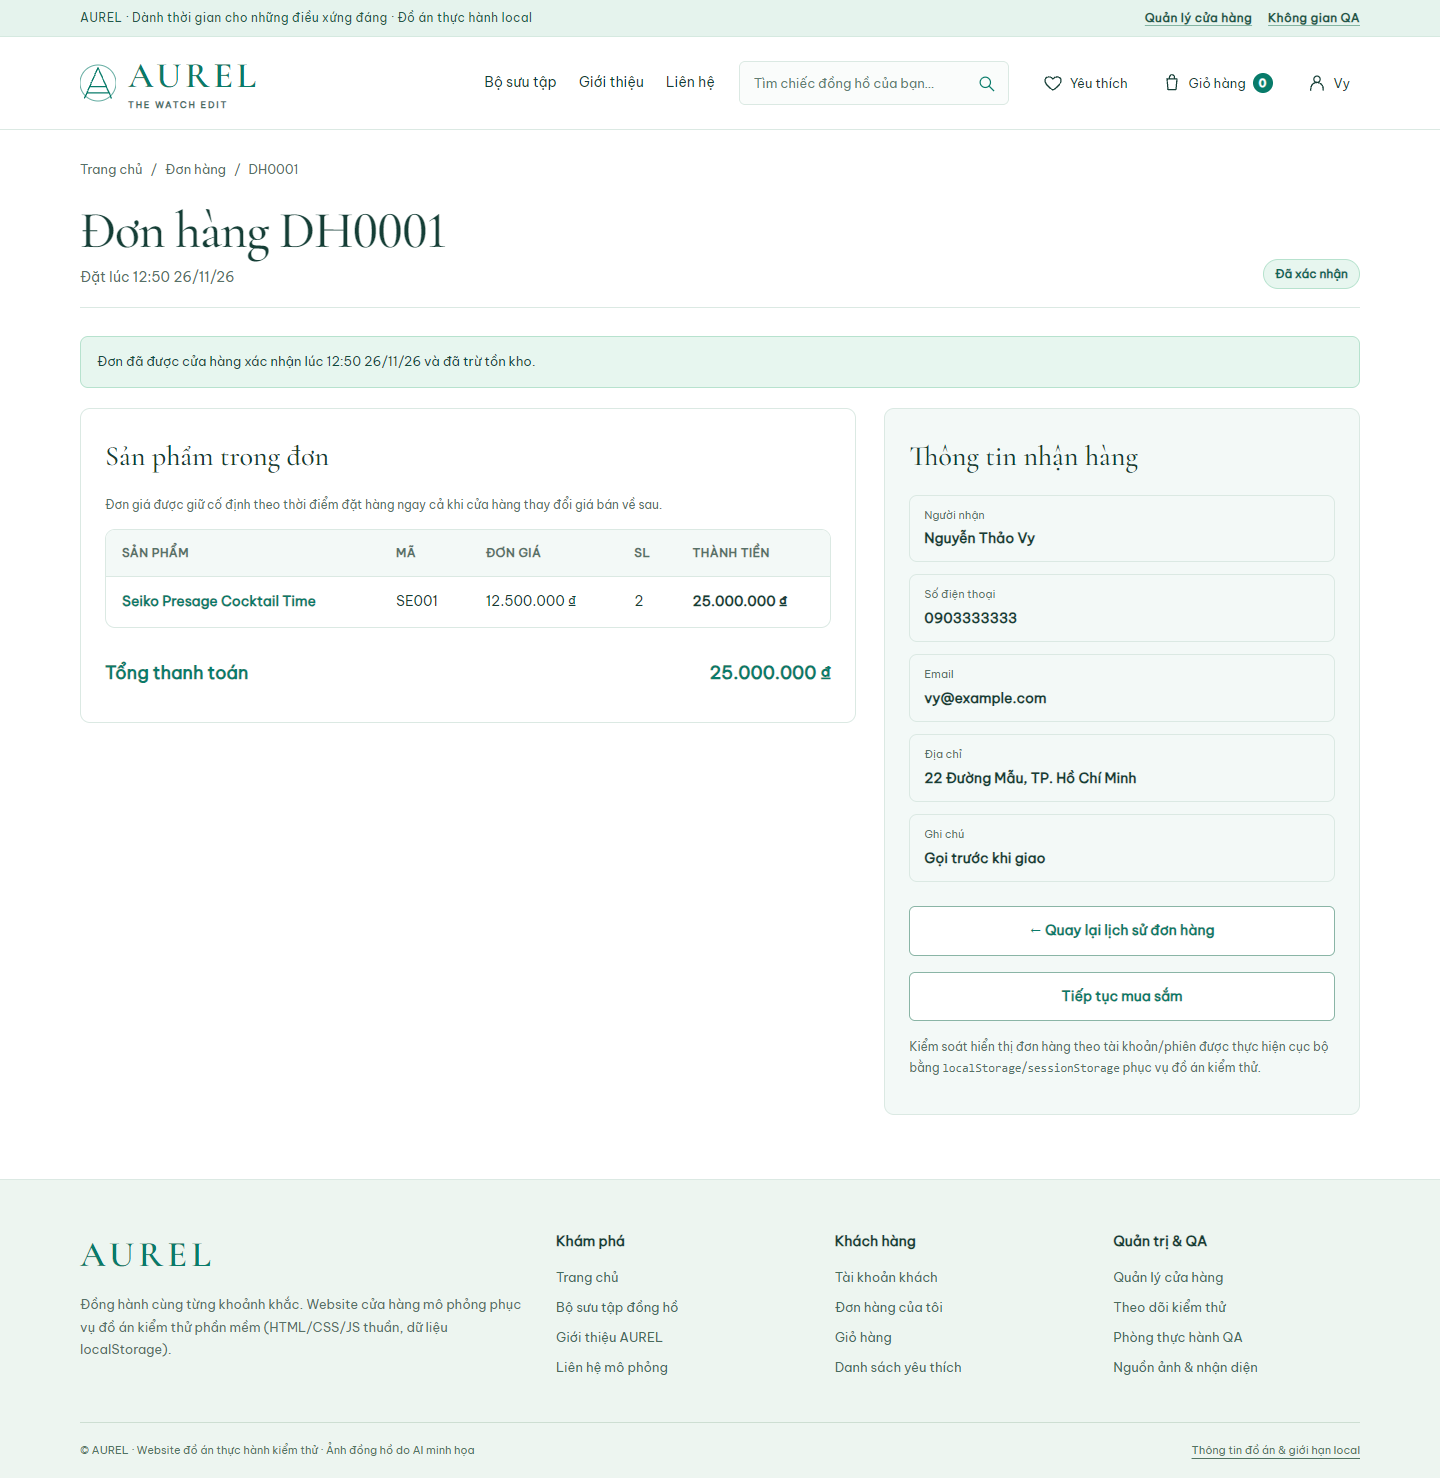 AUREL · Dành thời gian cho những điều xứng đáng · Đồ án thực hành local
Quản lý cửa hàng Không gian QA
AUREL
THE WATCH EDIT
Bộ sưu tập Giới thiệu Liên hệ
Tìm chiếc đồng hồ của bạn...
Yêu thích
Giỏ hàng 0
Vy
Trang chủ / Đơn hàng / DH0001
Đơn hàng DH0001
Đặt lúc 12:50 26/11/26
Đã xác nhận
Đơn đã được cửa hàng xác nhận lúc 12:50 26/11/26 và đã trừ tồn kho.
Sản phẩm trong đơn
Đơn giá được giữ cố định theo thời điểm đặt hàng ngay cả khi cửa hàng thay đổi giá bán về sau.
SẢN PHẨM MÃ ĐƠN GIÁ SL THÀNH TIỀN
Seiko Presage Cocktail Time SE001 12.500.000 ₫ 2 25.000.000 ₫
Tổng thanh toán 25.000.000 ₫
Thông tin nhận hàng
Người nhận
Nguyễn Thảo Vy
Số điện thoại
0903333333
Email
vy@example.com
Địa chỉ
22 Đường Mẫu, TP. Hồ Chí Minh
Ghi chú
Gọi trước khi giao
← Quay lại lịch sử đơn hàng
Tiếp tục mua sắm
Kiểm soát hiển thị đơn hàng theo tài khoản/phiên được thực hiện cục bộ
bằng localStorage/sessionStorage phục vụ đồ án kiểm thử.
AUREL
Đồng hành cùng từng khoảnh khắc. Website cửa hàng mô phỏng phục
vụ đồ án kiểm thử phần mềm (HTML/CSS/JS thuần, dữ liệu
localStorage).
Khám phá
Trang chủ
Bộ sưu tập đồng hồ
Giới thiệu AUREL
Liên hệ mô phỏng
Khách hàng
Tài khoản khách
Đơn hàng của tôi
Giỏ hàng
Danh sách yêu thích
Quản trị & QA
Quản lý cửa hàng
Theo dõi kiểm thử
Phòng thực hành QA
Nguồn ảnh & nhận diện
© AUREL · Website đồ án thực hành kiểm thử · Ảnh đồng hồ do AI minh họa
Thông tin đồ án & giới hạn local